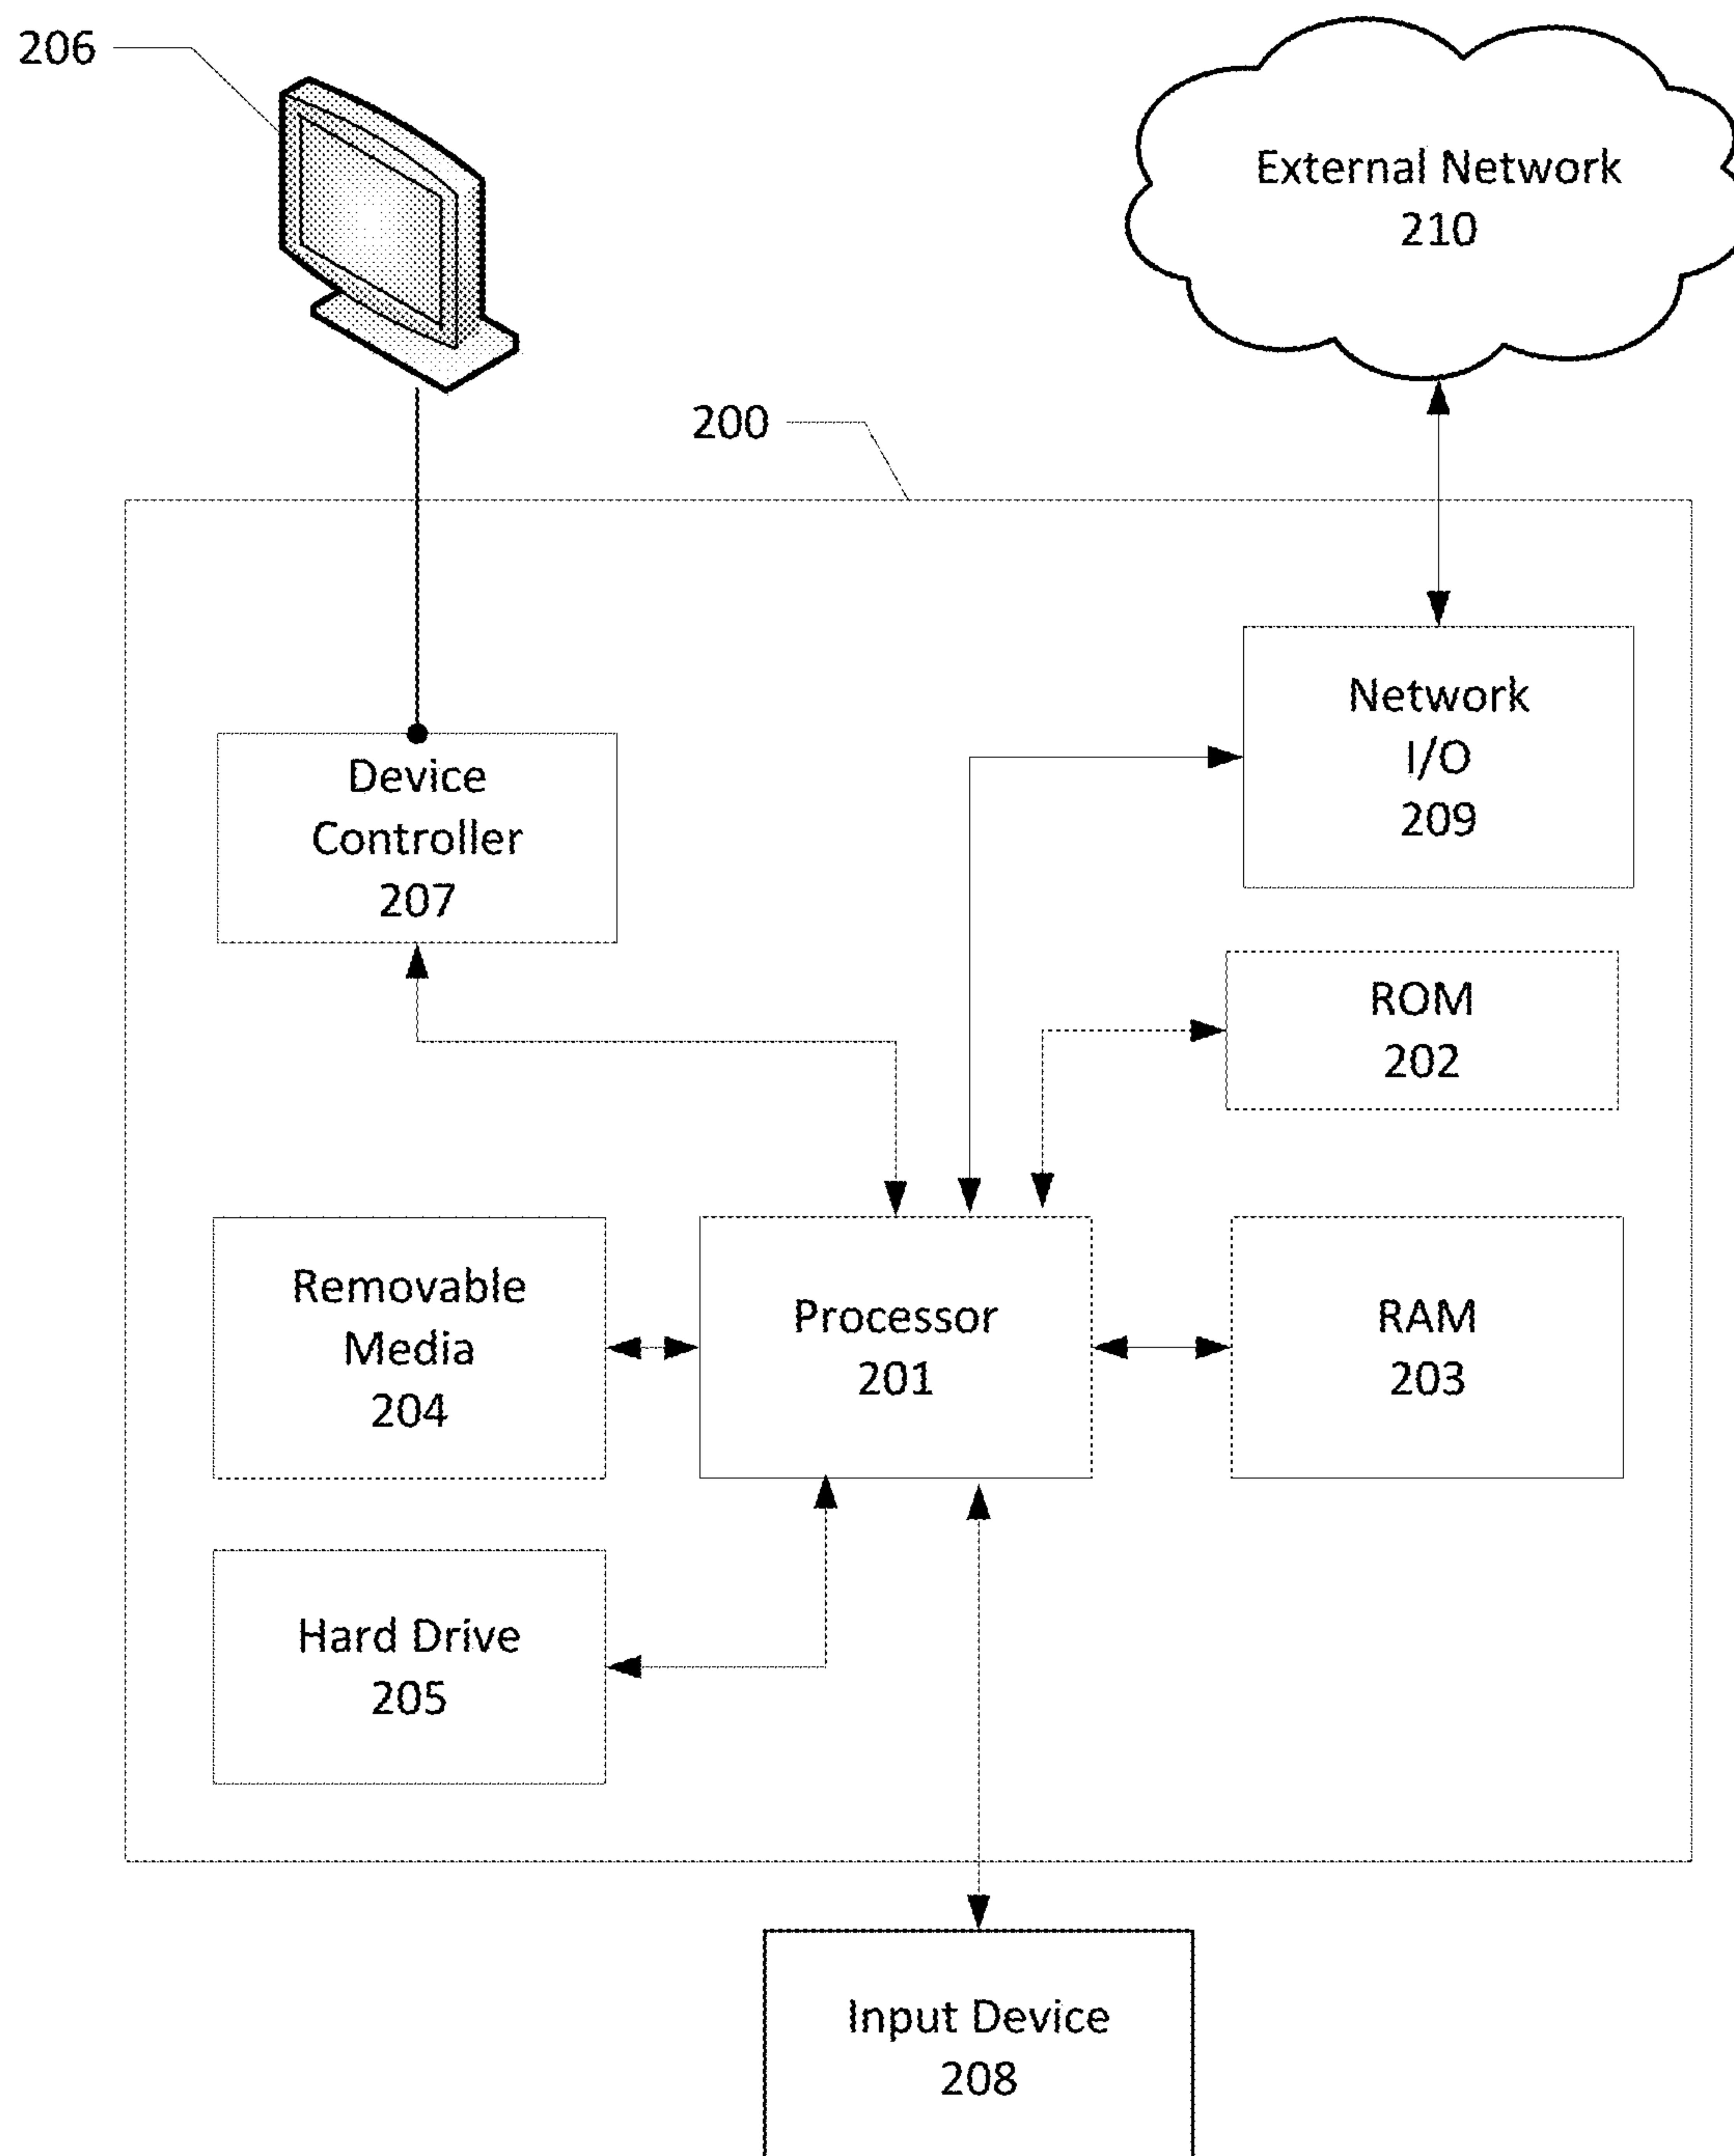 206
External Network
210
200
Network
I/O
209
Device
Controller
207
ROM
202
Removable
Media
204
Processor
201
RAM
203
Hard Drive
205
Input Device
208